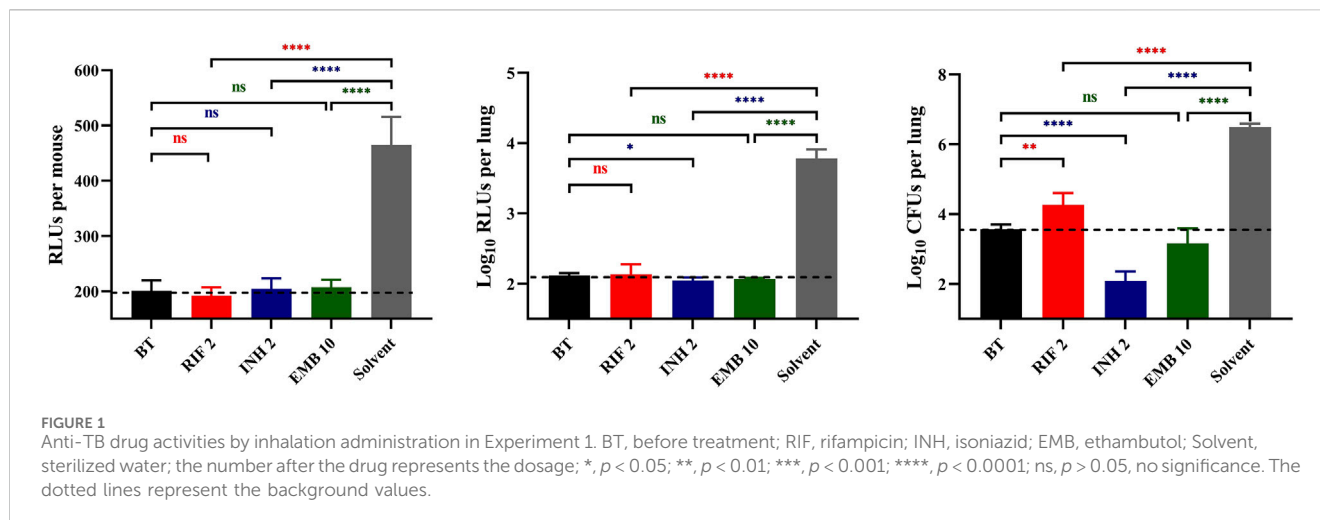 RLUs per mouse
600
500
400
300
200
****
****
ns
****
ns
ns
BT
RIF 2
INH 2
EMB 10
Solvent
Log10 RLUs per lung
5
4
3
2
****
****
ns
****
*
ns
BT
RIF 2
INH 2
EMB 10
Solvent
Log10 CFUs per lung
8
6
4
2
****
****
ns
****
****
**
BT
RIF 2
INH 2
EMB 10
Solvent
FIGURE 1
Anti-TB drug activities by inhalation administration in Experiment 1. BT, before treatment; RIF, rifampicin; INH, isoniazid; EMB, ethambutol; Solvent,
sterilized water; the number after the drug represents the dosage; *, p < 0.05; **, p < 0.01; ***, p < 0.001; ****, p < 0.0001; ns, p > 0.05, no significance. The
dotted lines represent the background values.